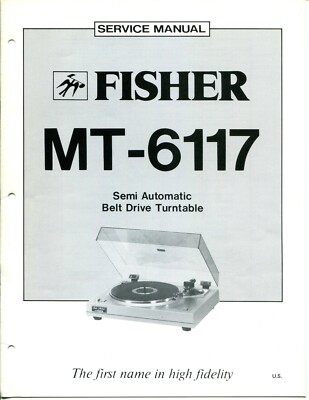 SERVICE MANUAL
FISHER
MT-6117
Semi Automatic
Belt Drive Turntable
The first name in high fidelity
U.S.